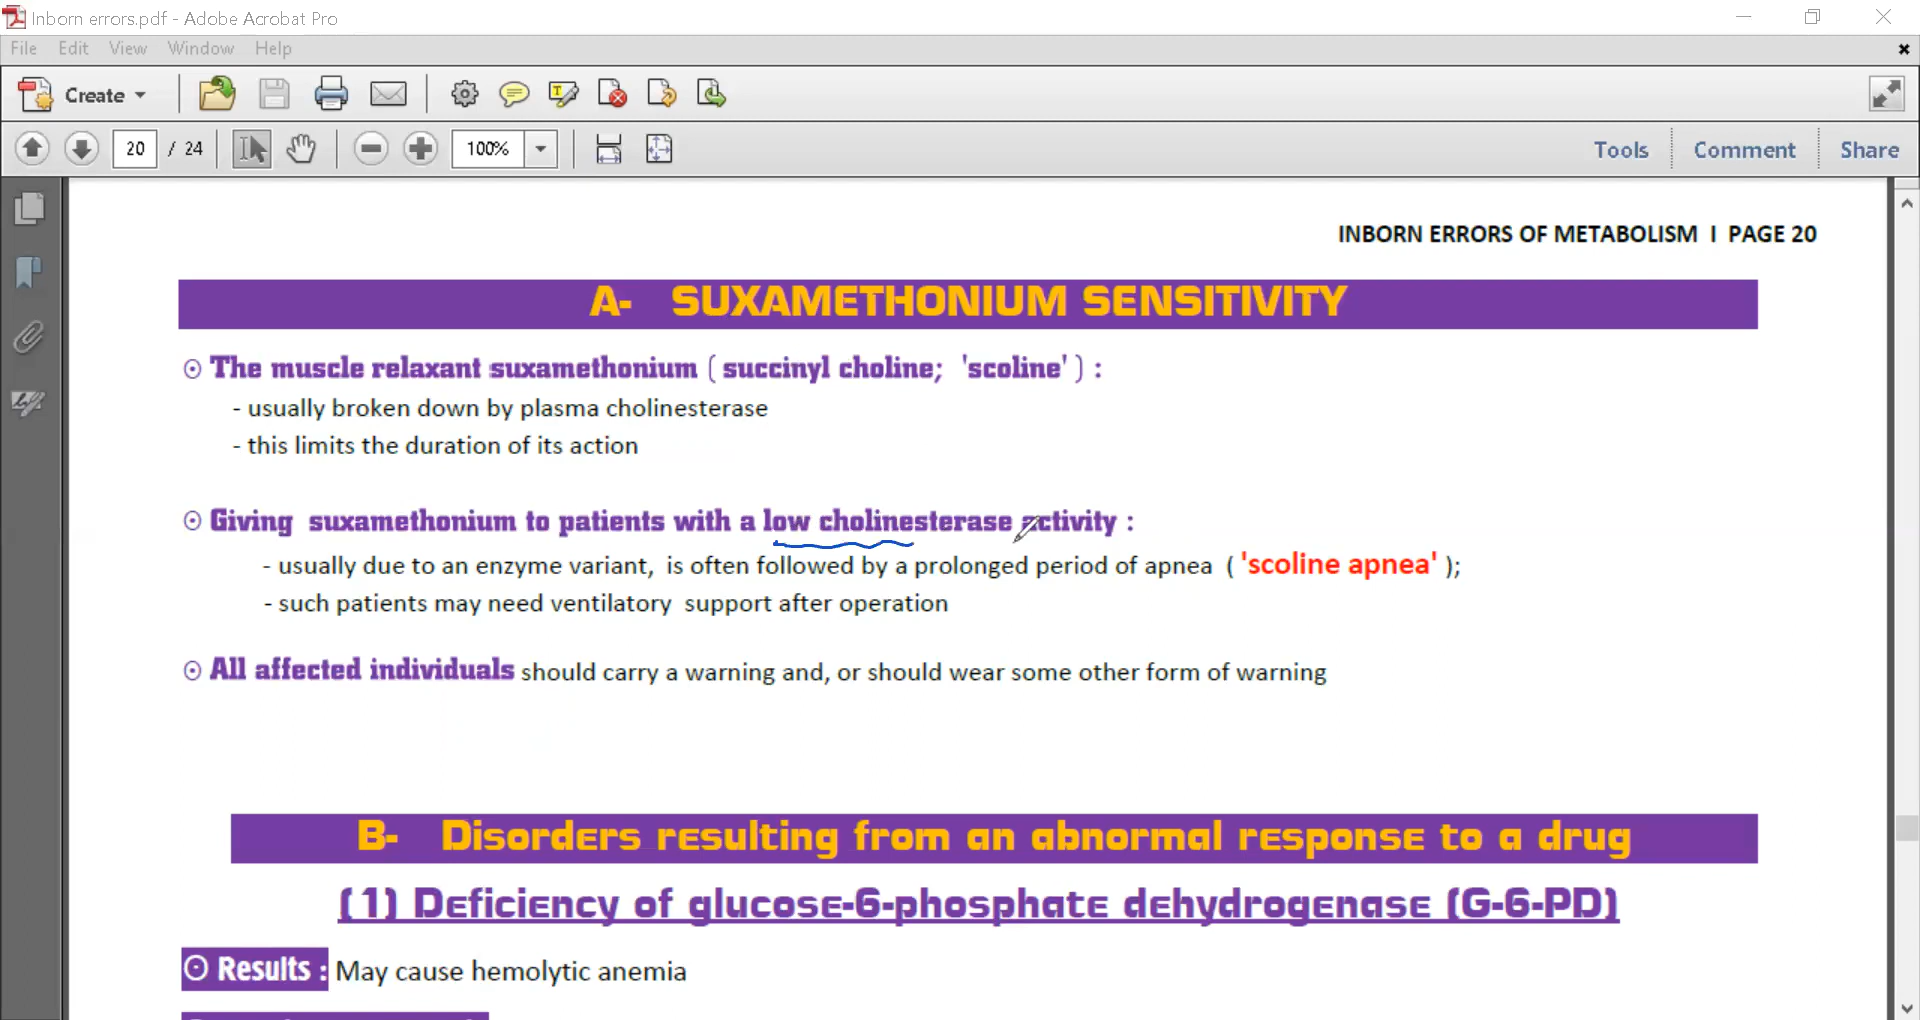 Inborn errors.pdf - Adobe Acrobat Pro
File Edit View Window Help
Create
20 / 24 100% Tools Comment Share
INBORN ERRORS OF METABOLISM I PAGE 20
A- SUXAMETHONIUM SENSITIVITY
The muscle relaxant suxamethonium ( succinyl choline; 'scoline' ) :
- usually broken down by plasma cholinesterase
- this limits the duration of its action
Giving suxamethonium to patients with a low cholinesterase activity :
- usually due to an enzyme variant, is often followed by a prolonged period of apnea ( 'scoline apnea' );
- such patients may need ventilatory support after operation
All affected individuals should carry a warning and, or should wear some other form of warning
B- Disorders resulting from an abnormal response to a drug
(1) Deficiency of glucose-6-phosphate dehydrogenase (G-6-PD)
Results : May cause hemolytic anemia